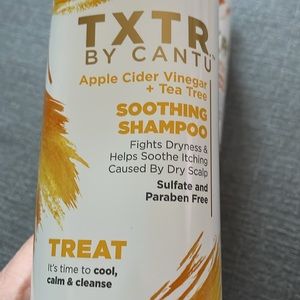 TXTR™
BY CANTU
Apple Cider Vinegar
+ Tea Tree
SOOTHING
SHAMPOO
Fights Dryness &
Helps Soothe Itching
Caused By Dry Scalp
Sulfate and
Paraben Free
TREAT
It's time to cool,
calm & cleanse